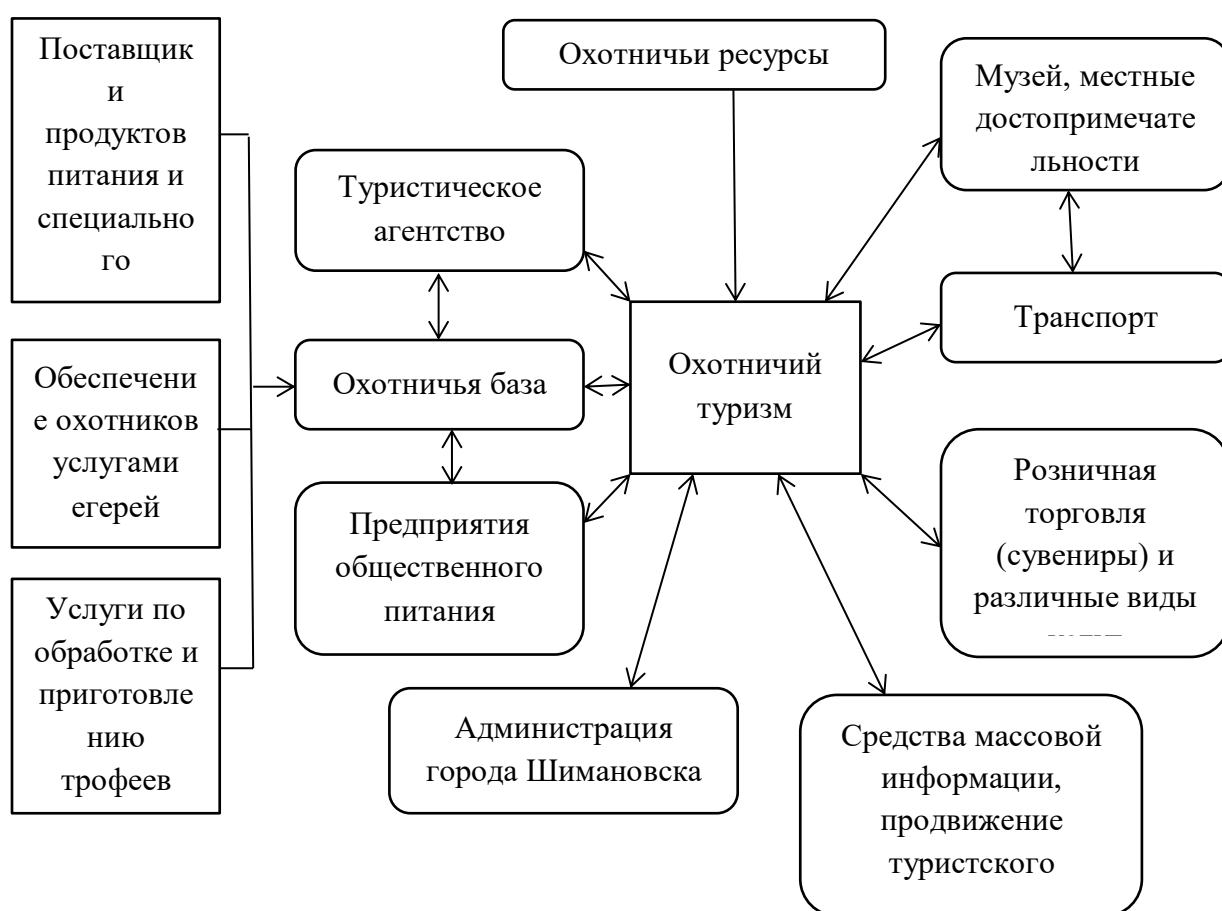 Поставщик
и
продуктов
питания и
специально
го
Охотничьи ресурсы
Музей, местные
достопримечате
льности
Туристическое
агентство
Транспорт
Обеспечени
е охотников
услугами
егерей
Охотничья база
Охотничий
туризм
Розничная
торговля
(сувениры) и
различные виды
Предприятия
общественного
питания
Услуги по
обработке и
приготовле
нию
трофеев
Администрация
города Шимановска
Средства массовой
информации,
продвижение
туристского